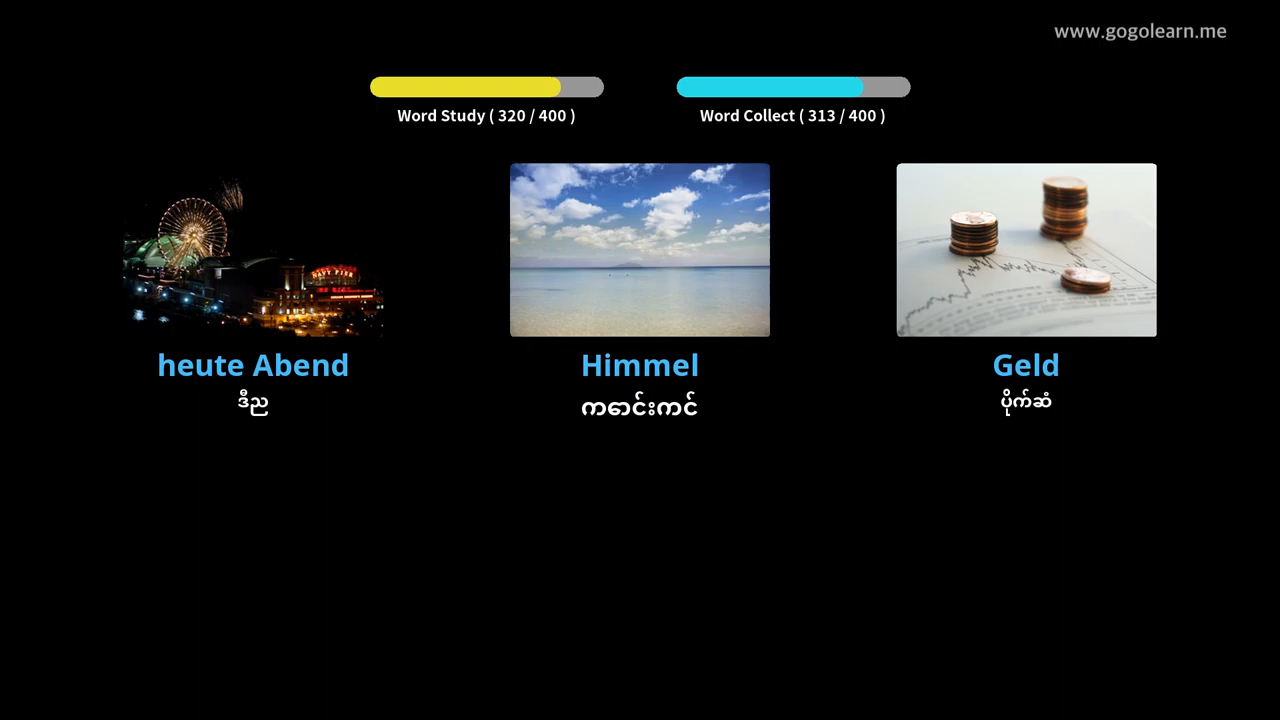 www.gogolearn.me
Word Study ( 320 / 400 )
Word Collect ( 313 / 400 )
heute Abend
ဒီည
Himmel
ကောင်းကင်
Geld
ပိုက်ဆံ